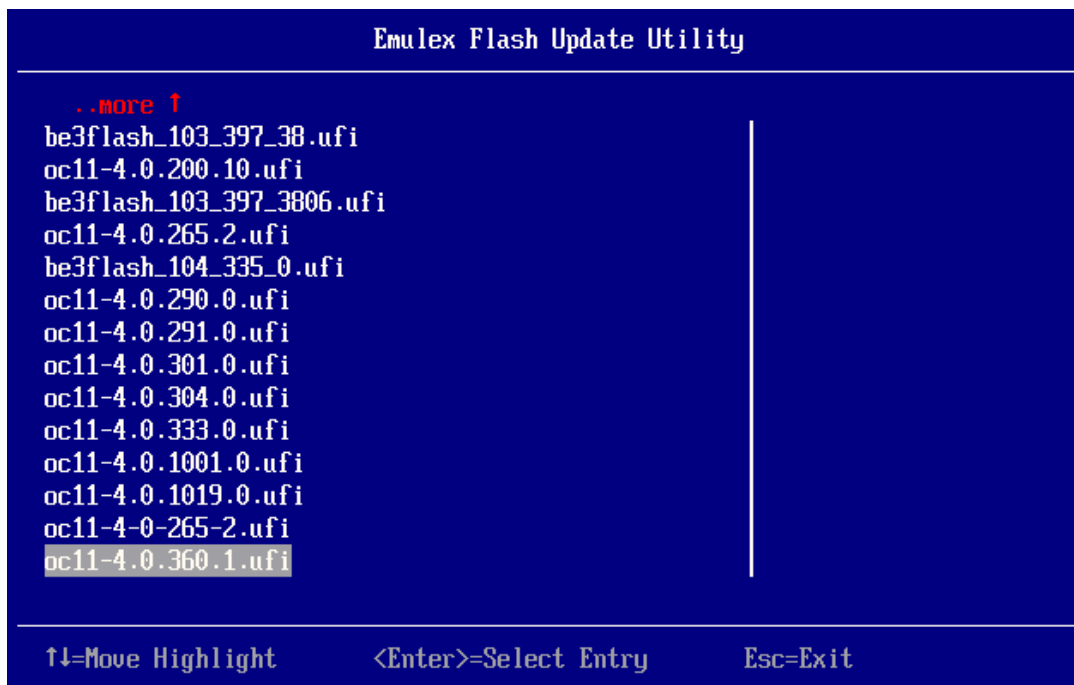 Emulex Flash Update Utility
..more ↑
be3flash_103_397_38.ufi
oc11-4.0.200.10.ufi
be3flash_103_397_3806.ufi
oc11-4.0.265.2.ufi
be3flash_104_335_0.ufi
oc11-4.0.290.0.ufi
oc11-4.0.291.0.ufi
oc11-4.0.301.0.ufi
oc11-4.0.304.0.ufi
oc11-4.0.333.0.ufi
oc11-4.0.1001.0.ufi
oc11-4.0.1019.0.ufi
oc11-4-0-265-2.ufi
oc11-4.0.360.1.ufi
↑↓=Move Highlight <Enter>=Select Entry Esc=Exit